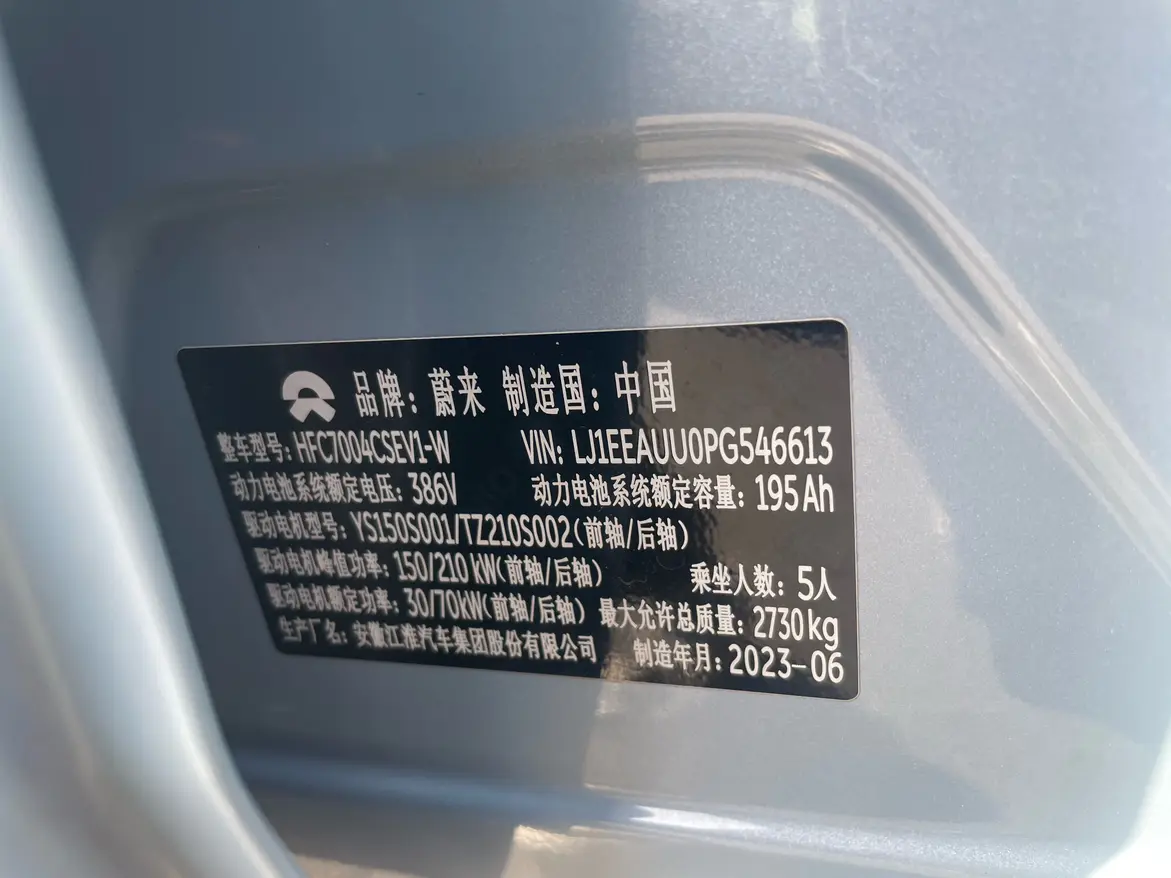 品牌：蔚来 制造国：中国
整车型号：HFC7004CSEV1-W VIN: LJ1EEAUU0PG546613
动力电池系统额定电压：386V 动力电池系统额定容量：195Ah
驱动电机型号：YS150S001/TZ210S002(前轴/后轴)
驱动电机峰值功率：150/210kW(前轴/后轴) 乘坐人数：5人
驱动电机额定功率：30/70kW(前轴/后轴) 最大允许总质量：2730kg
生产厂名：安徽江淮汽车集团股份有限公司 制造年月：2023-06